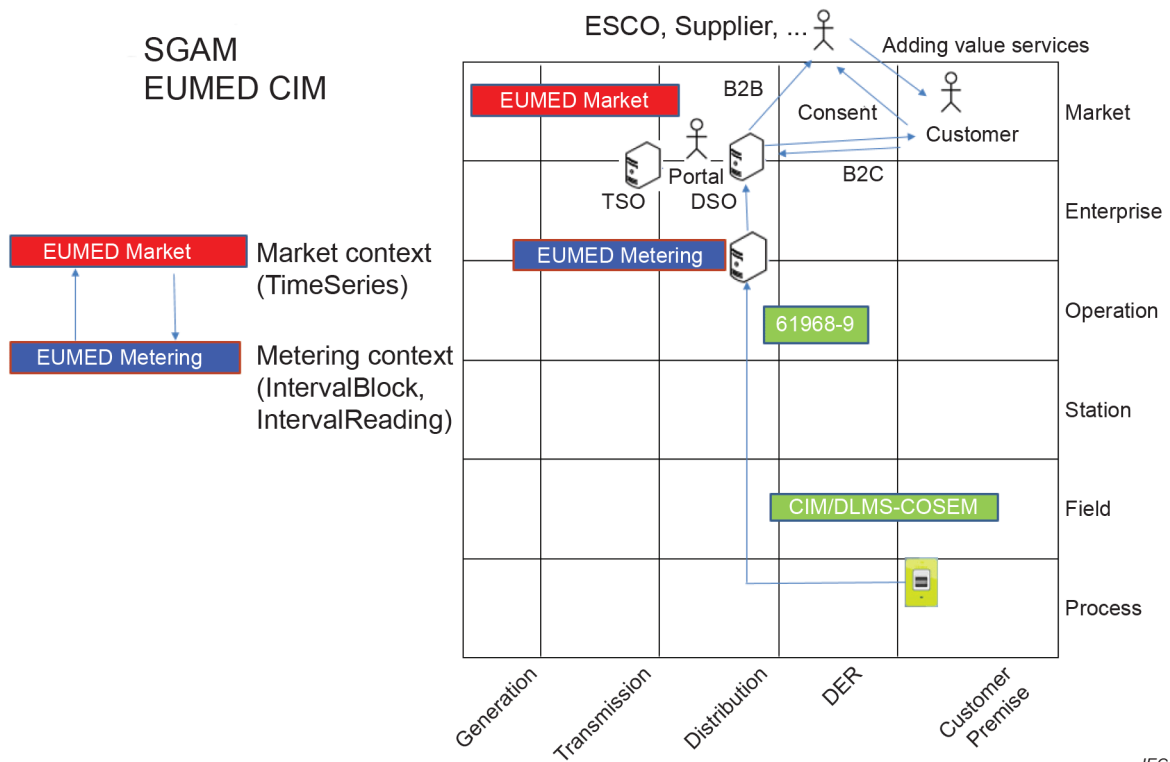 SGAM
EUMED CIM
ESCO, Supplier, ...
Adding value services
EUMED Market
B2B
Consent
Customer
Market
Portal
B2C
TSO
DSO
Enterprise
EUMED Market
Market context
(TimeSeries)
EUMED Metering
61968-9
Operation
EUMED Metering
Metering context
(IntervalBlock,
IntervalReading)
Station
CIM/DLMS-COSEM
Field
Process
Generation
Transmission
Distribution
DER
Customer
Premise